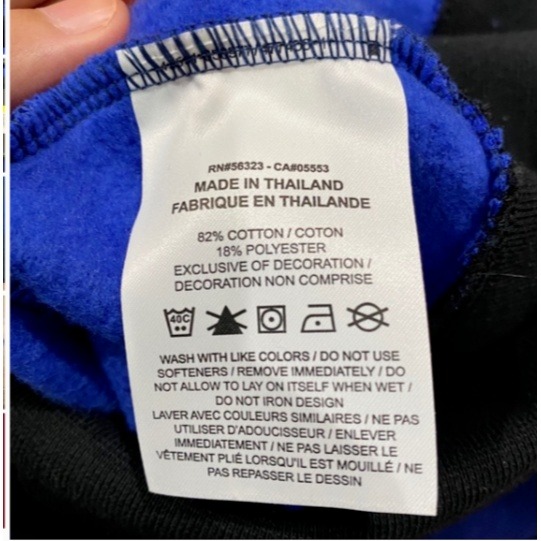 RN#56323 - CA#05553
MADE IN THAILAND
FABRIQUE EN THAILANDE
82% COTTON / COTON
18% POLYESTER
EXCLUSIVE OF DECORATION /
DECORATION NON COMPRISE
40C
WASH WITH LIKE COLORS / DO NOT USE
SOFTENERS / REMOVE IMMEDIATELY / DO
NOT ALLOW TO LAY ON ITSELF WHEN WET /
DO NOT IRON DESIGN
LAVER AVEC COULEURS SIMILAIRES / NE PAS
UTILISER D'ADOUCISSEUR / ENLEVER
IMMEDIATEMENT / NE PAS LAISSER LE
VÊTEMENT PLIÉ LORSQU'IL EST MOUILLÉ / NE
PAS REPASSER LE DESSIN